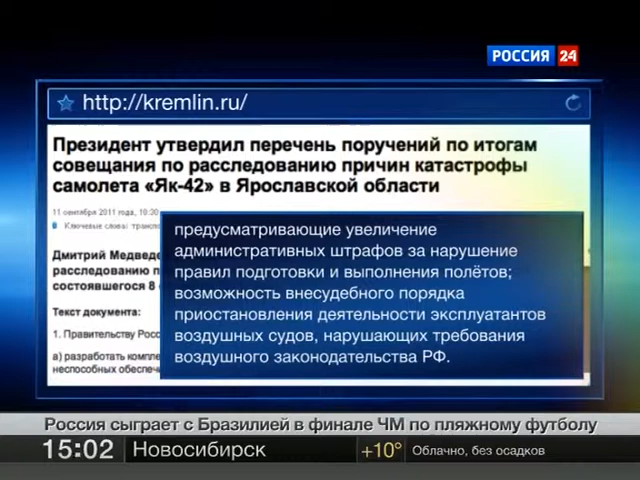 РОССИЯ 24
http://kremlin.ru/
Президент утвердил перечень поручений по итогам
совещания по расследованию причин катастрофы
самолета «Як-42» в Ярославской области
11 сентября 2011 года, 10:30
Ключевые слова: трансп
Дмитрий Медведе
расследованию п
состоявшегося 8
Текст документа:
1. Правительству Росс
а) разработать компле
неспособных обеспеч
предусматривающие увеличение
административных штрафов за нарушение
правил подготовки и выполнения полётов;
возможность внесудебного порядка
приостановления деятельности эксплуатантов
воздушных судов, нарушающих требования
воздушного законодательства РФ.
Россия сыграет с Бразилией в финале ЧМ по пляжному футболу
15:02 Новосибирск +10° Облачно, без осадков